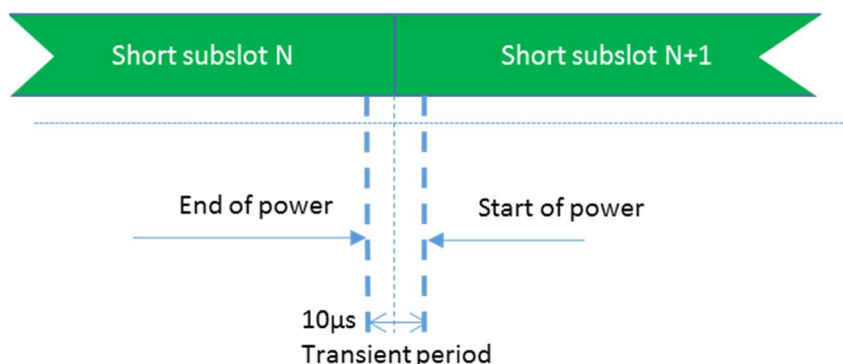 Short subslot N
Short subslot N+1
End of power
Start of power
10µs
Transient period